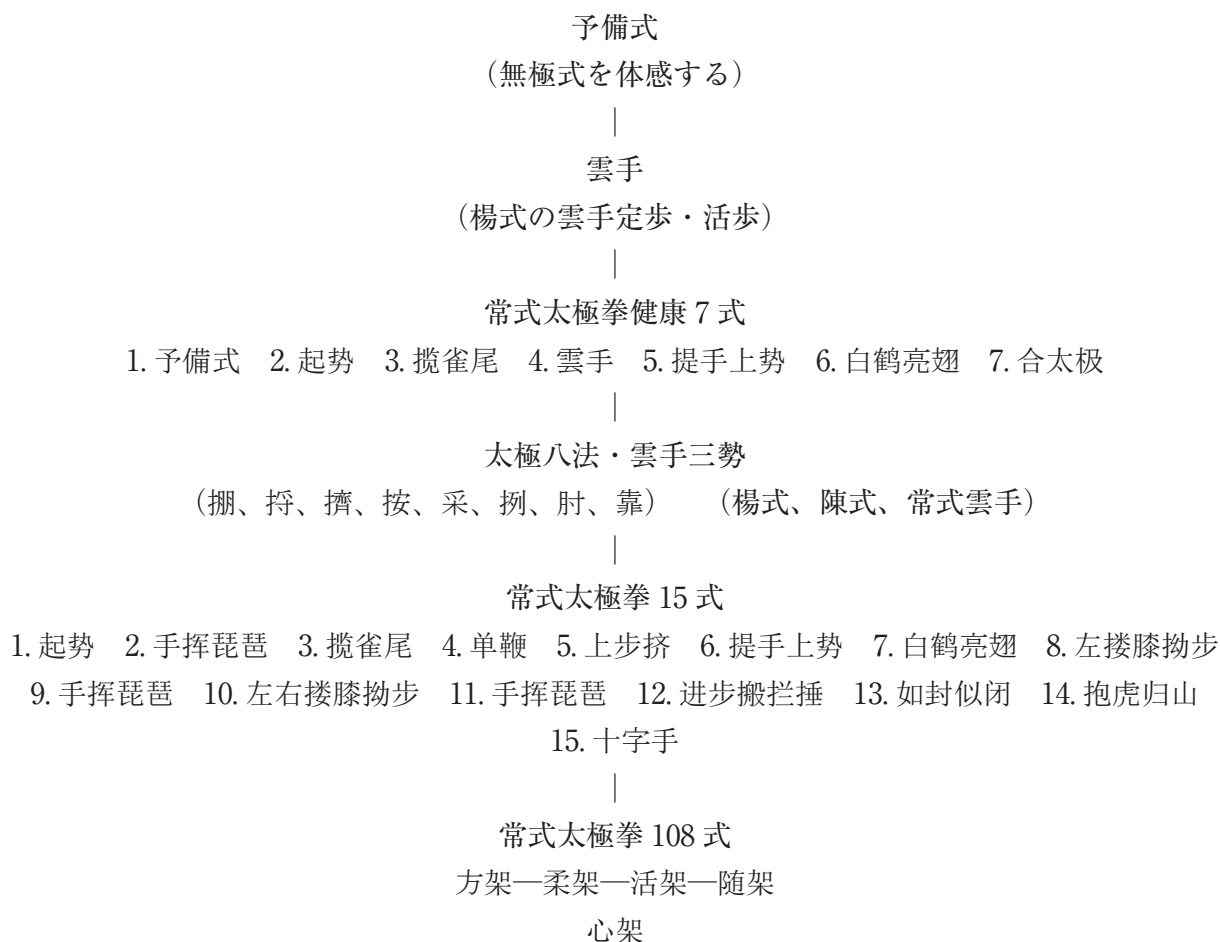 予備式
(無極式を体感する)
|
雲手
(楊式の雲手定歩・活歩)
|
常式太極拳健康 7 式
1. 予備式　2. 起势　3. 揽雀尾　4. 雲手　5. 提手上势　6. 白鹤亮翅　7. 合太极
|
太極八法・雲手三勢
(掤、捋、擠、按、采、挒、肘、靠)　(楊式、陳式、常式雲手)
|
常式太極拳 15 式
1. 起势　2. 手挥琵琶　3. 揽雀尾　4. 单鞭　5. 上步挤　6. 提手上势　7. 白鹤亮翅　8. 左搂膝拗步
9. 手挥琵琶　10. 左右搂膝拗步　11. 手挥琵琶　12. 进步搬拦捶　13. 如封似闭　14. 抱虎归山
15. 十字手
|
常式太極拳 108 式
方架—柔架—活架—随架
心架